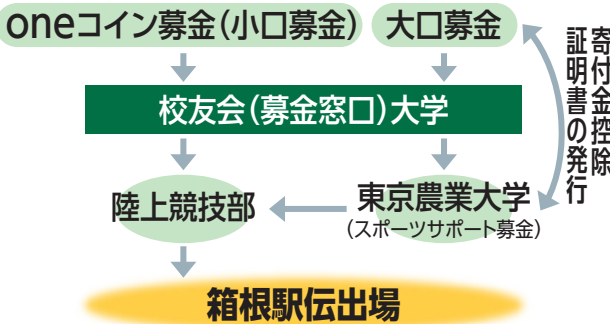 oneコイン募金(小口募金)
大口募金
校友会(募金窓口)大学
陸上競技部
東京農業大学
(スポーツサポート募金)
箱根駅伝出場
寄付金控除
証明書の発行